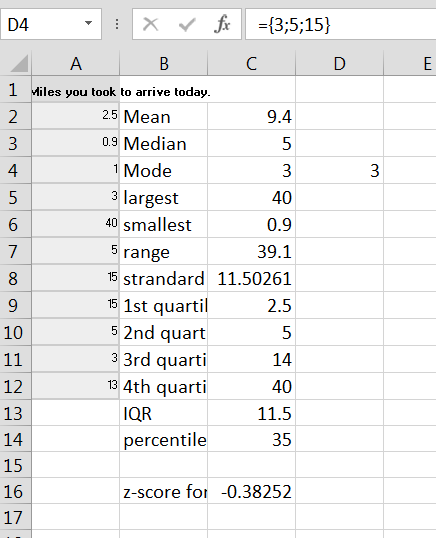 D4 fx ={3;5;15}
A B C D E
1 Miles you took to arrive today.
2 2.5 Mean 9.4
3 0.9 Median 5
4 1 Mode 3 3
5 3 largest 40
6 40 smallest 0.9
7 5 range 39.1
8 15 strandard 11.50261
9 15 1st quartil 2.5
10 5 2nd quart 5
11 3 3rd quarti 14
12 13 4th quarti 40
13 IQR 11.5
14 percentile 35
15
16 z-score for -0.38252
17